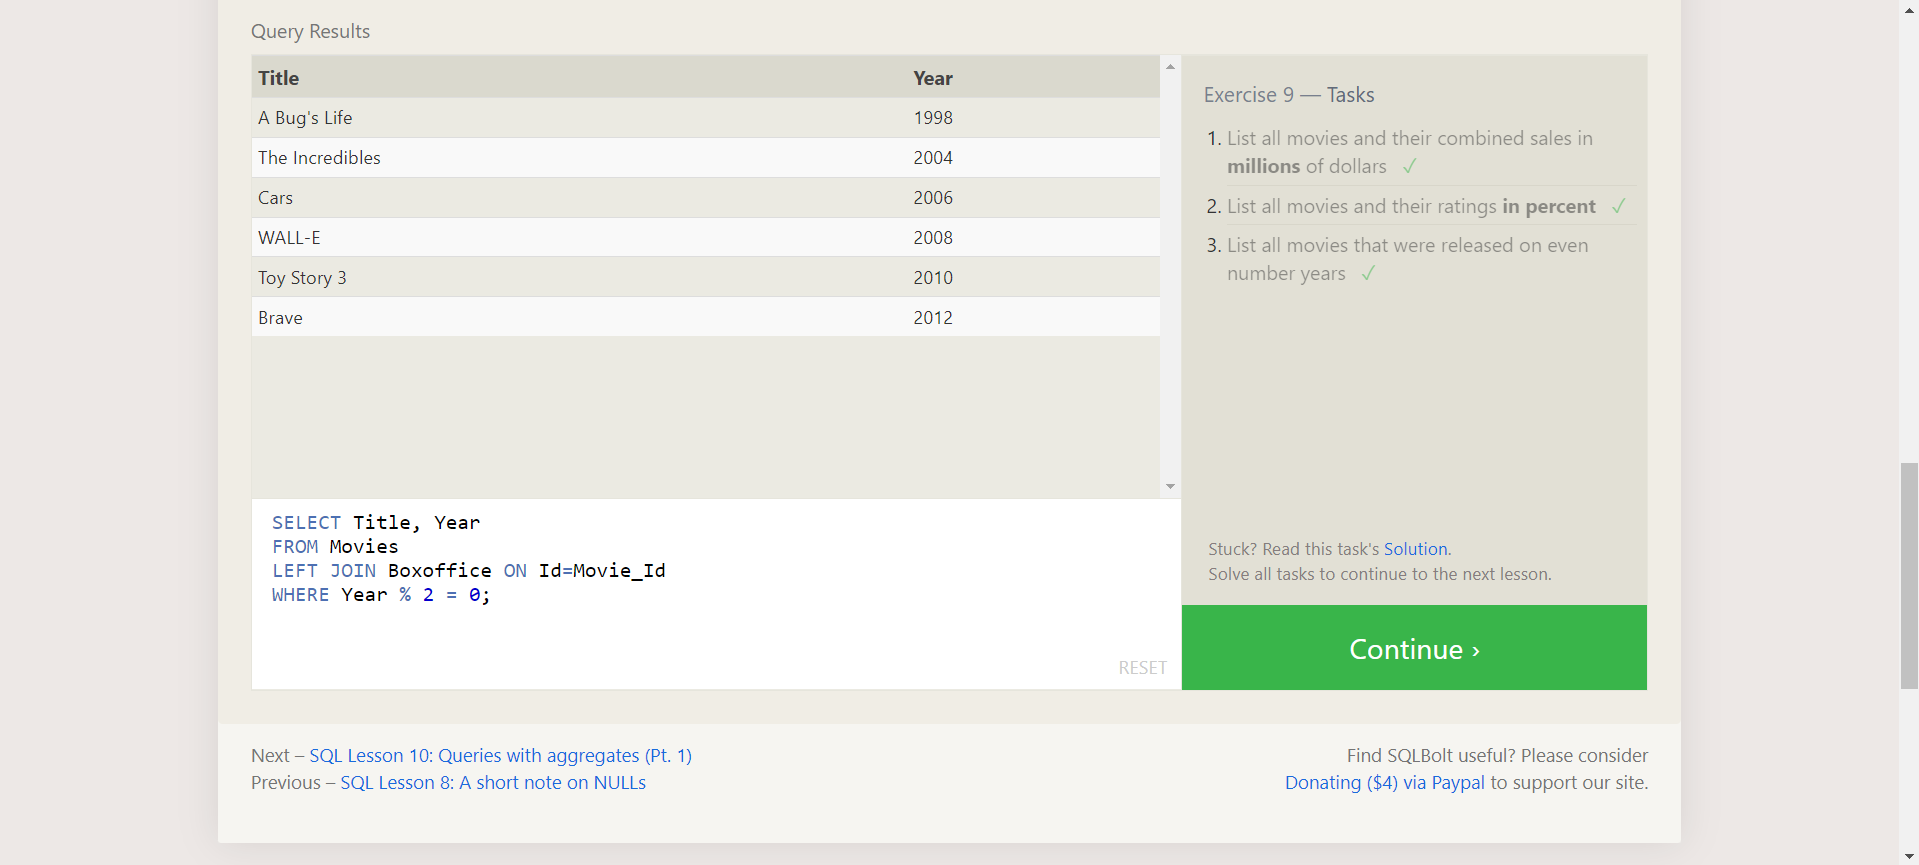 Query Results
Title Year
A Bug's Life 1998
The Incredibles 2004
Cars 2006
WALL-E 2008
Toy Story 3 2010
Brave 2012
SELECT Title, Year
FROM Movies
LEFT JOIN Boxoffice ON Id=Movie_Id
WHERE Year % 2 = 0;
RESET
Exercise 9 — Tasks
1. List all movies and their combined sales in
millions of dollars ✓
2. List all movies and their ratings in percent ✓
3. List all movies that were released on even
number years ✓
Stuck? Read this task's Solution.
Solve all tasks to continue to the next lesson.
Continue ›
Next – SQL Lesson 10: Queries with aggregates (Pt. 1)
Previous – SQL Lesson 8: A short note on NULLs
Find SQLBolt useful? Please consider
Donating ($4) via Paypal to support our site.